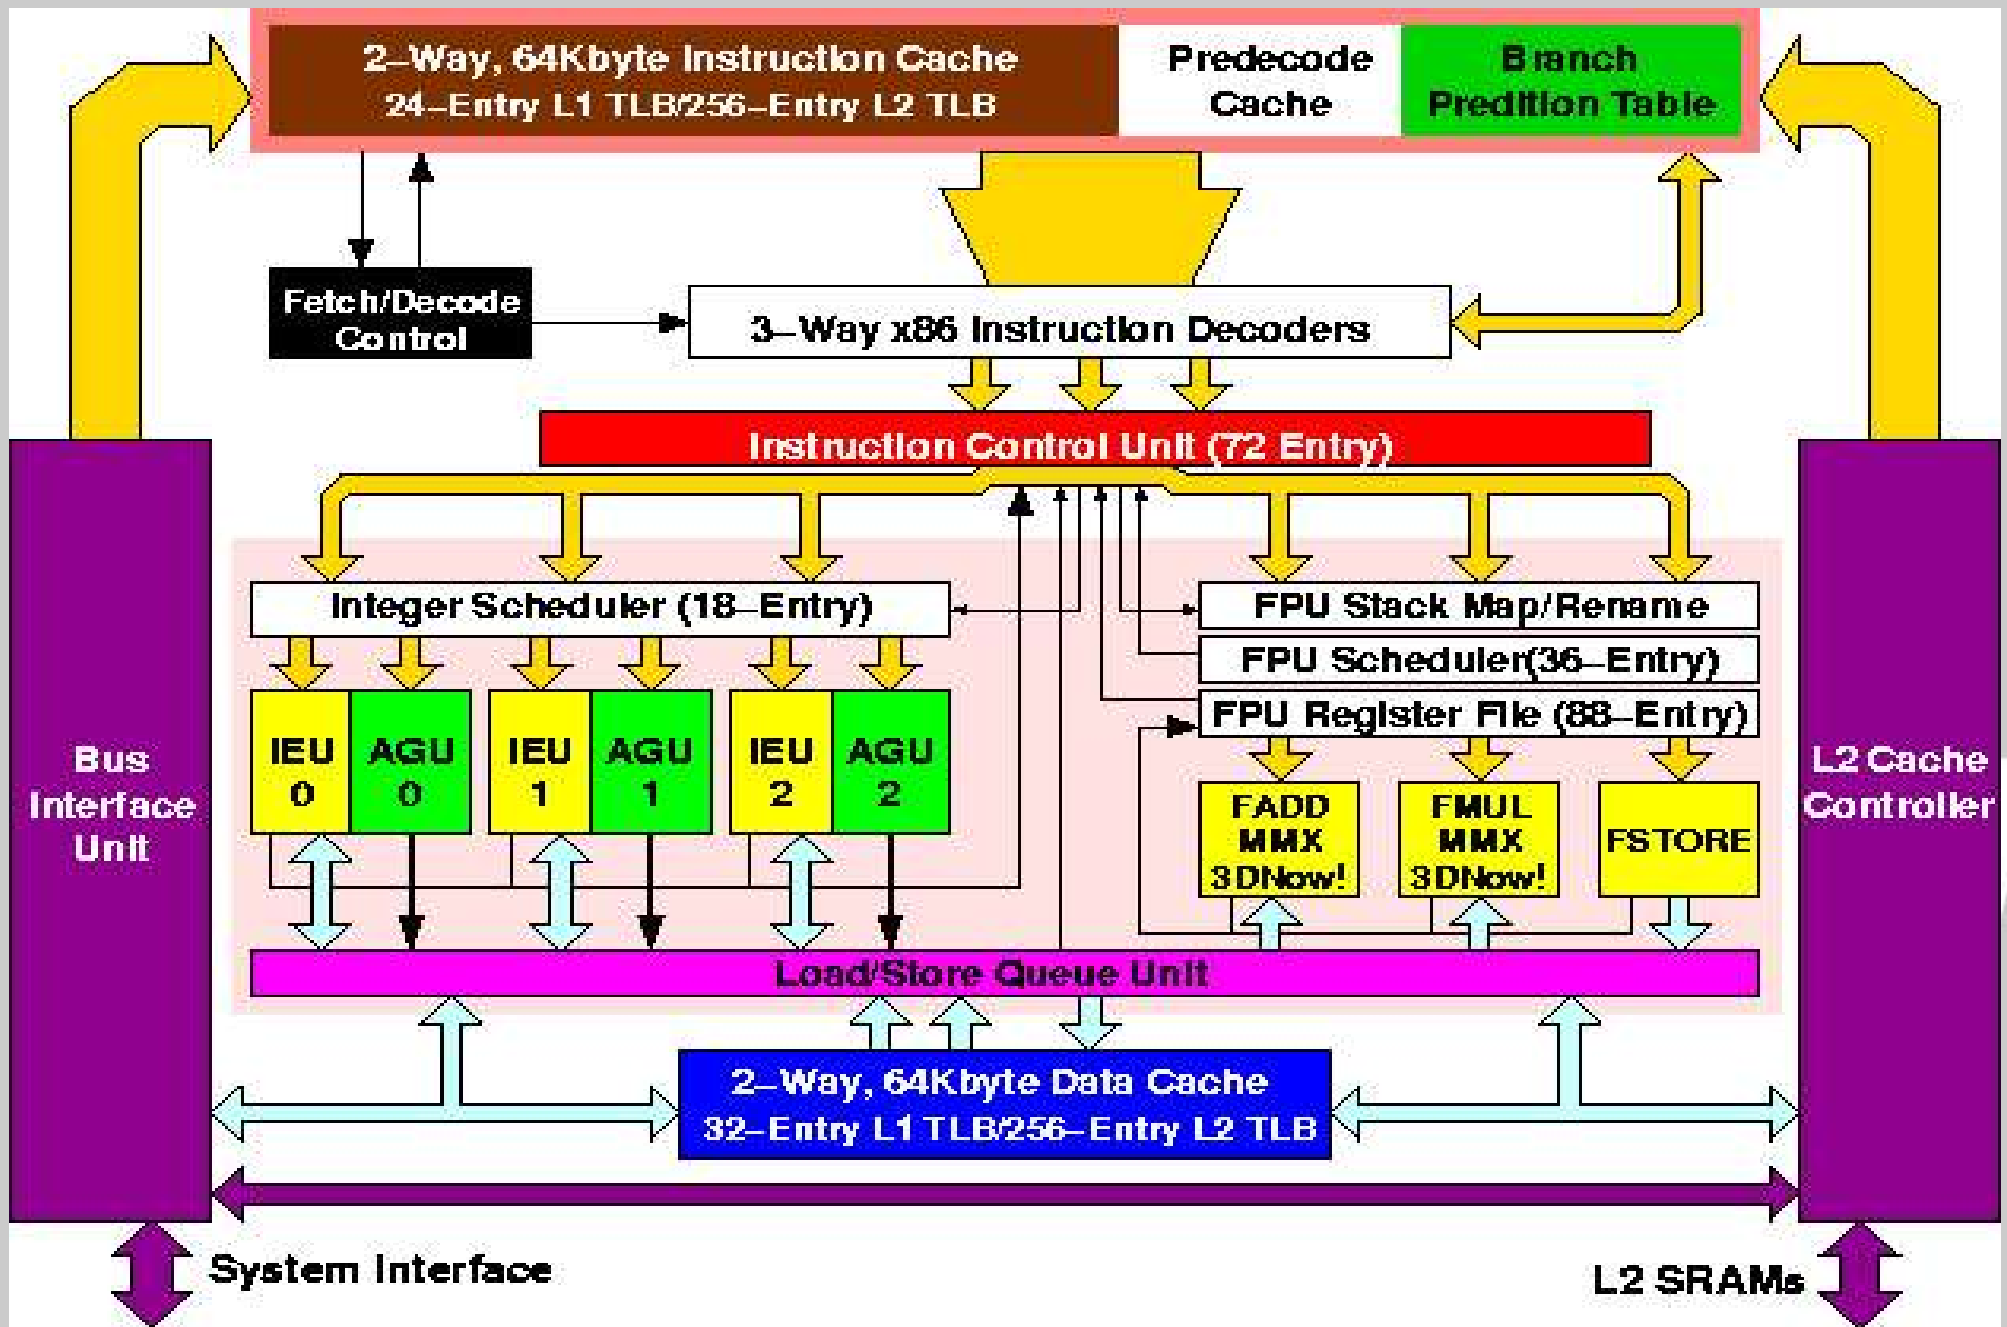 2–Way, 64Kbyte Instruction Cache
24–Entry L1 TLB/256–Entry L2 TLB
Predecode
Cache
Branch
Predition Table
Fetch/Decode
Control
3–Way x86 Instruction Decoders
Instruction Control Unit (72 Entry)
Integer Scheduler (18–Entry)
FPU Stack Map/Rename
FPU Scheduler(36–Entry)
FPU Register File (88–Entry)
Bus
Interface
Unit
IEU
0
AGU
0
IEU
1
AGU
1
IEU
2
AGU
2
FADD
MMX
3DNow!
FMUL
MMX
3DNow!
FSTORE
L2 Cache
Controller
Load/Store Queue Unit
2–Way, 64Kbyte Data Cache
32–Entry L1 TLB/256–Entry L2 TLB
System Interface
L2 SRAMs